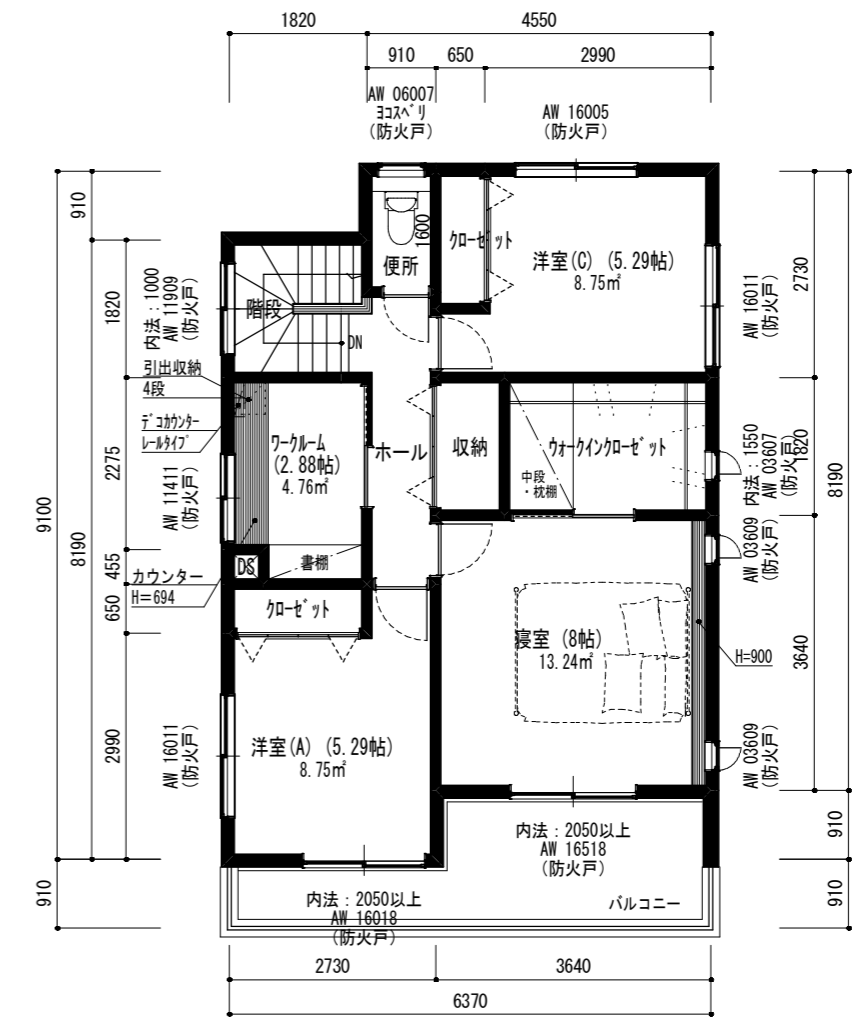 1820
4550
910
650
2990
AW 06007
ﾖｺｽﾍﾞﾘ
(防火戸)
AW 16005
(防火戸)
910
1820
2275
455
650
2990
8190
9100
910
内法：1000
AW 11909
(防火戸)
引出収納
4段
ﾃﾞｺｶｳﾝﾀｰ
ﾚｰﾙﾀｲﾌﾟ
AW 11411
(防火戸)
カウンター
H=694
AW 16011
(防火戸)
階段
DN
便所
1600
ｸﾛｰｾﾞｯﾄ
洋室(C) (5.29帖)
8.75㎡
ﾜｰｸﾙｰﾑ
(2.88帖)
4.76㎡
ホール
収納
ｳｫｰｸｲﾝｸﾛｰｾﾞｯﾄ
中段
・枕棚
DS
書棚
ｸﾛｰｾﾞｯﾄ
寝室 (8帖)
13.24㎡
H=900
洋室(A) (5.29帖)
8.75㎡
内法：2050以上
AW 16518
(防火戸)
内法：2050以上
AW 16018
(防火戸)
バルコニー
AW 16011
(防火戸)
内法：1550
AW 03607
(防火戸)
AW 03609
(防火戸)
AW 03609
(防火戸)
2730
1820
3640
8190
910
910
2730
3640
6370